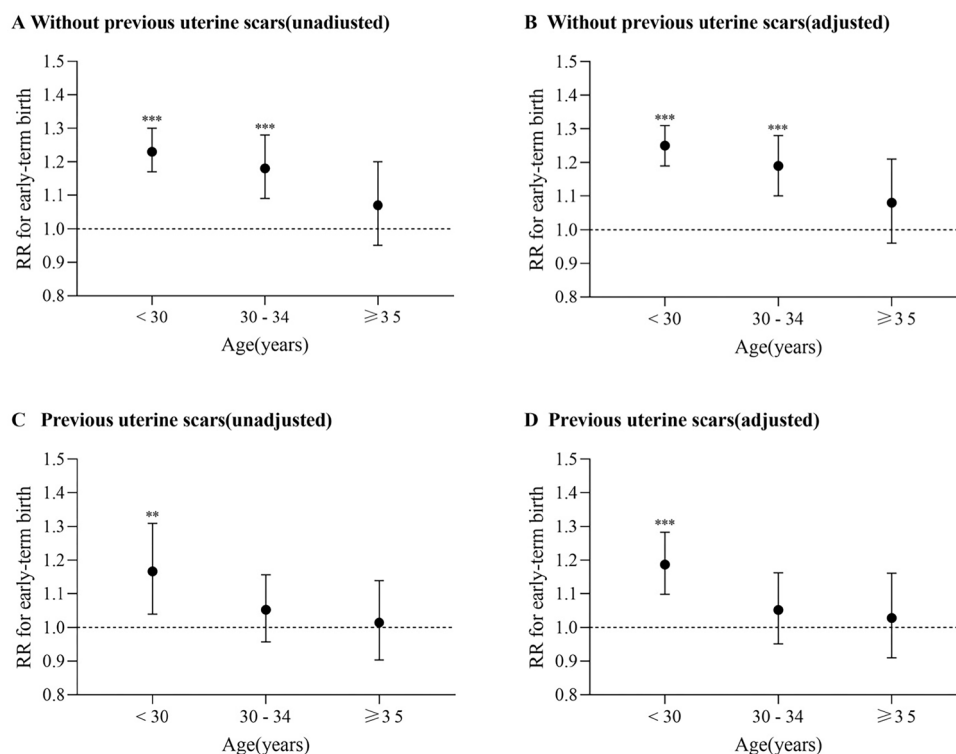 A Without previous uterine scars(unadiusted)
1.5
1.4
1.3
1.2
1.1
1.0
0.9
0.8
RR for early-term birth
***
***
< 30
30 - 34
⩾3 5
Age(years)
B Without previous uterine scars(adjusted)
1.5
1.4
1.3
1.2
1.1
1.0
0.9
0.8
RR for early-term birth
***
***
< 30
30 - 34
⩾3 5
Age(years)
C Previous uterine scars(unadjusted)
1.5
1.4
1.3
1.2
1.1
1.0
0.9
0.8
RR for early-term birth
**
< 30
30 - 34
⩾3 5
Age(years)
D Previous uterine scars(adjusted)
1.5
1.4
1.3
1.2
1.1
1.0
0.9
0.8
RR for early-term birth
***
< 30
30 - 34
⩾3 5
Age(years)